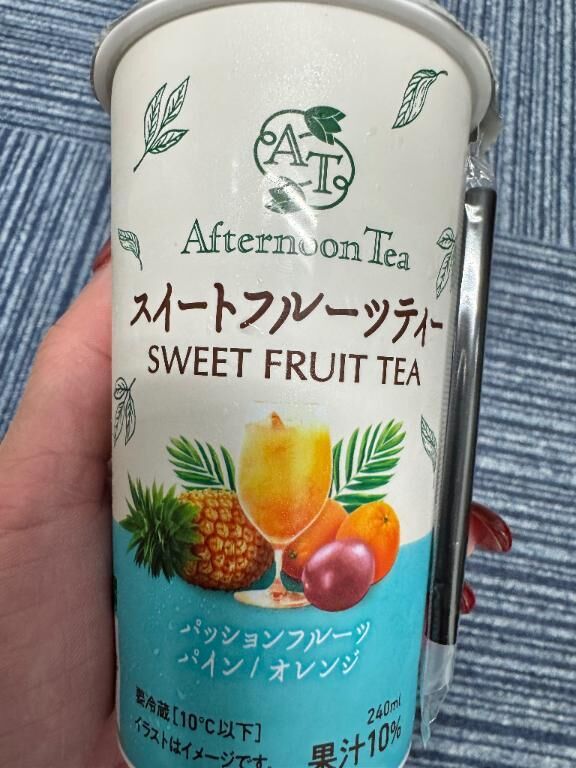 AT
Afternoon Tea
スイートフルーツティー
SWEET FRUIT TEA
パッションフルーツ
パイン/オレンジ
要冷蔵[10℃以下]
240ml
イラストはイメージです。
果汁10%